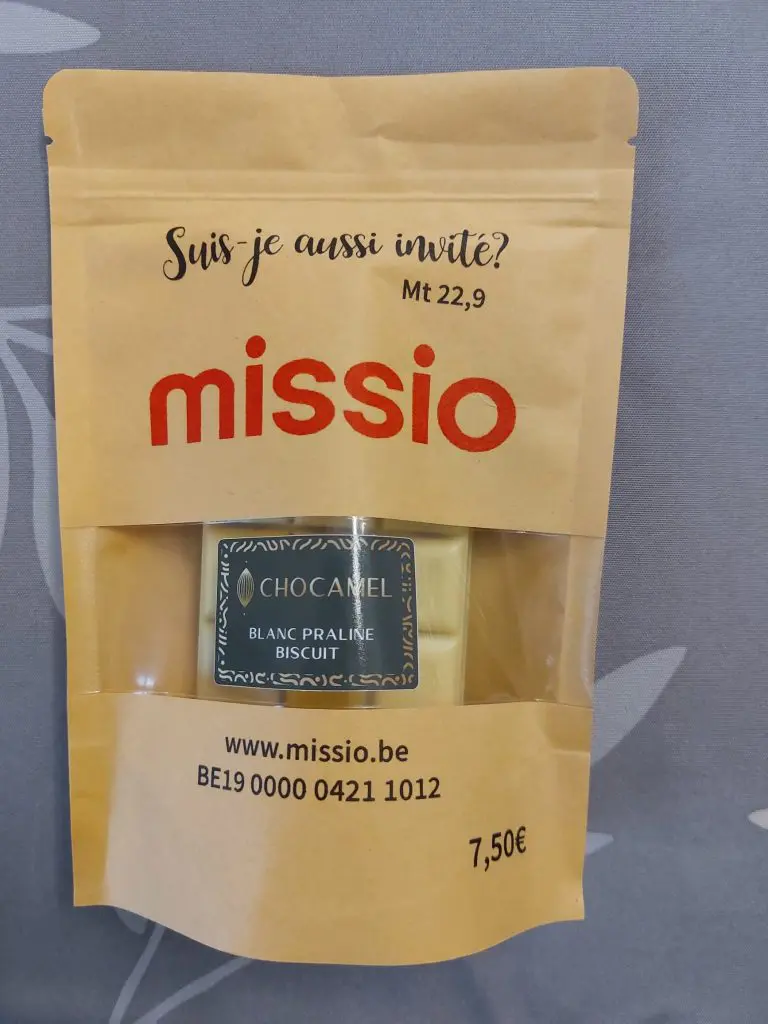 Suis-je aussi invité?
Mt 22,9
missio
CHOCAMEL
BLANC PRALINE
BISCUIT
www.missio.be
BE19 0000 0421 1012
7,50€